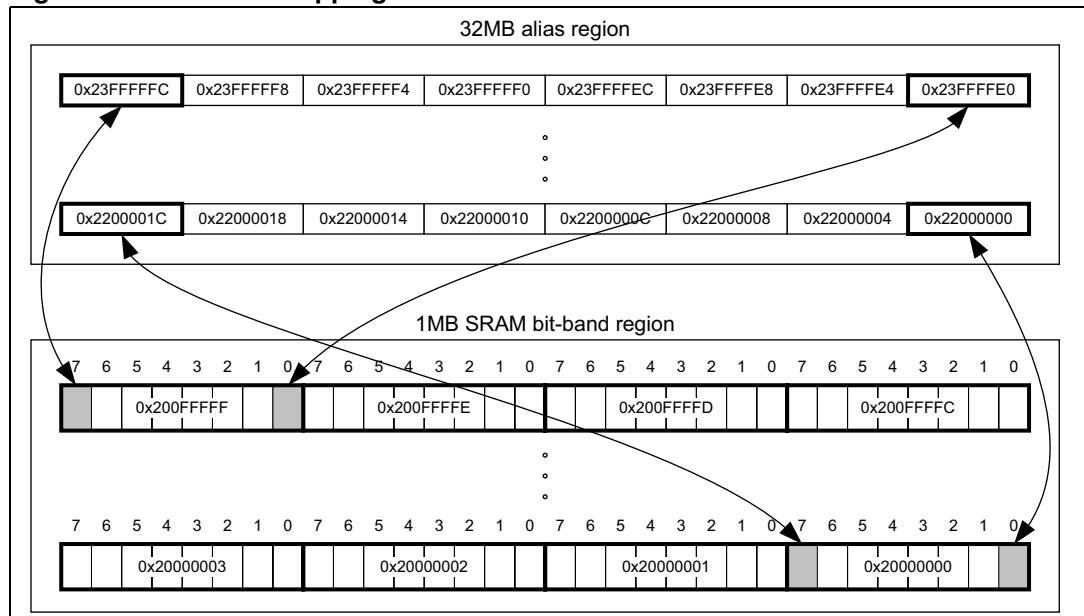 32MB alias region
0x23FFFFFC 0x23FFFFF8 0x23FFFFF4 0x23FFFFF0 0x23FFFFEC 0x23FFFFE8 0x23FFFFE4 0x23FFFFE0
0x2200001C 0x22000018 0x22000014 0x22000010 0x2200000C 0x22000008 0x22000004 0x22000000
1MB SRAM bit-band region
7 6 5 4 3 2 1 0 7 6 5 4 3 2 1 0 7 6 5 4 3 2 1 0 7 6 5 4 3 2 1 0
0x200FFFFF 0x200FFFFE 0x200FFFFD 0x200FFFFC
7 6 5 4 3 2 1 0 7 6 5 4 3 2 1 0 7 6 5 4 3 2 1 0 7 6 5 4 3 2 1 0
0x20000003 0x20000002 0x20000001 0x20000000